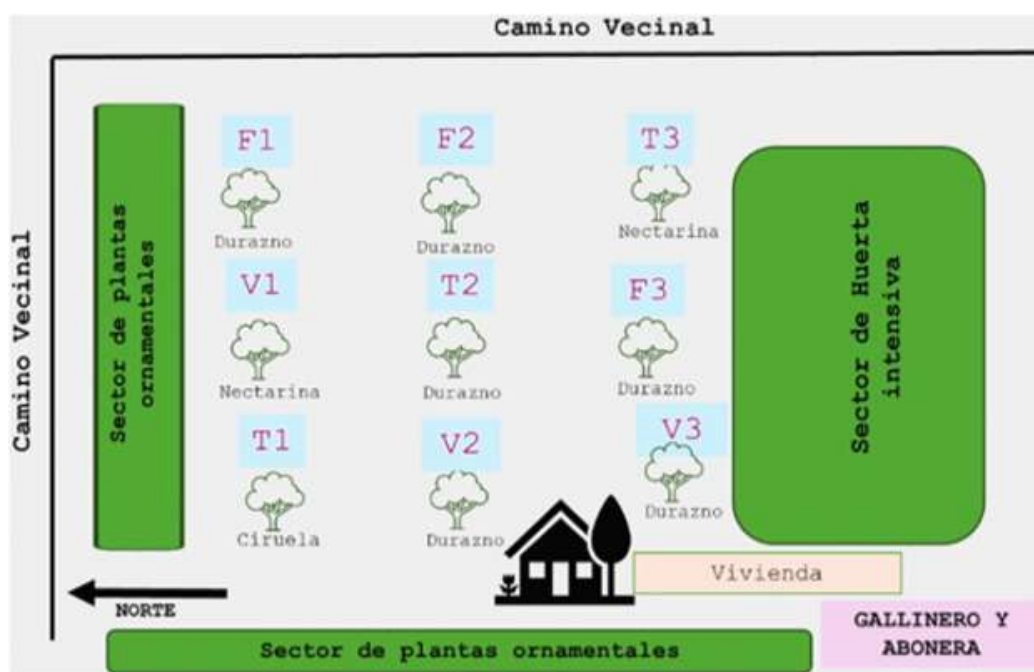 Camino Vecinal
Camino Vecinal
Sector de plantas
ornamentales
F1
F2
T3
Durazno
Durazno
Nectarina
V1
T2
F3
Nectarina
Durazno
Durazno
T1
V2
V3
Ciruela
Durazno
Durazno
Sector de Huerta
intensiva
Vivienda
NORTE
GALLINERO Y
ABONERA
Sector de plantas ornamentales